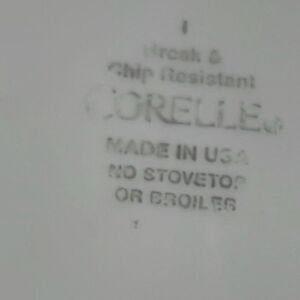 Break &
Chip Resistant
CORELLE®
MADE IN USA
NO STOVETOP
OR BROILER